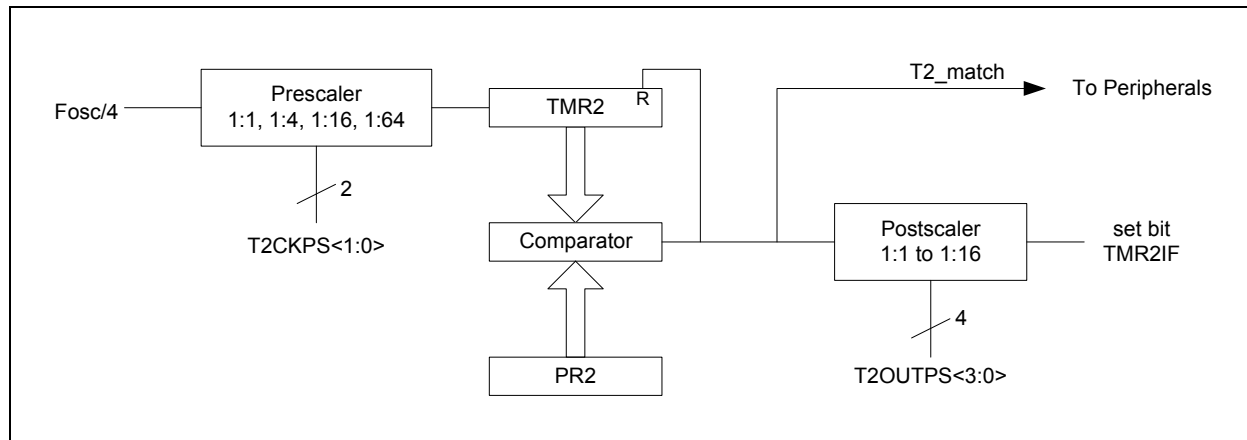 T2_match
To Peripherals
Fosc/4
Prescaler
1:1, 1:4, 1:16, 1:64
TMR2
R
2
T2CKPS<1:0>
Comparator
Postscaler
1:1 to 1:16
set bit
TMR2IF
4
T2OUTPS<3:0>
PR2